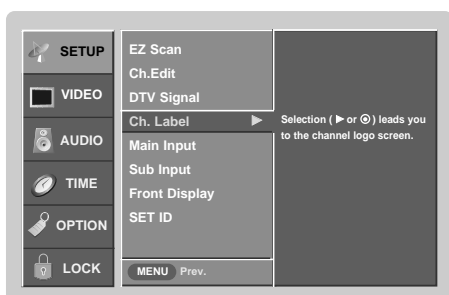 SETUP
VIDEO
AUDIO
TIME
OPTION
LOCK
EZ Scan
Ch.Edit
DTV Signal
Ch. Label ▶
Main Input
Sub Input
Front Display
SET ID
MENU Prev.
Selection ( ▶ or ⊙ ) leads you
to the channel logo screen.